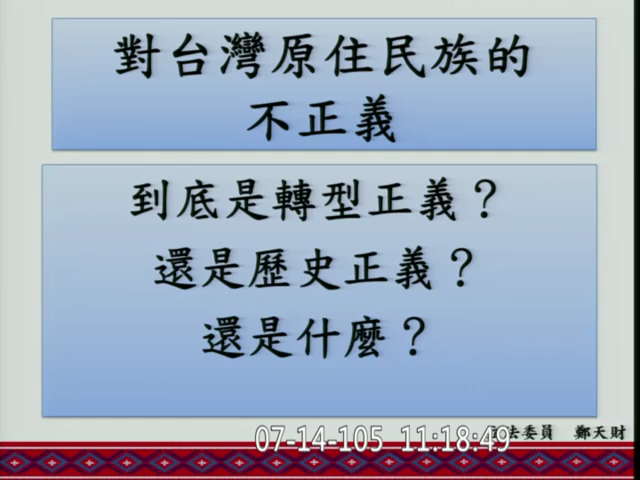 對台灣原住民族的
不正義
到底是轉型正義？
還是歷史正義？
還是什麼？
法委員 鄭天財
07-14-105 11:18:49